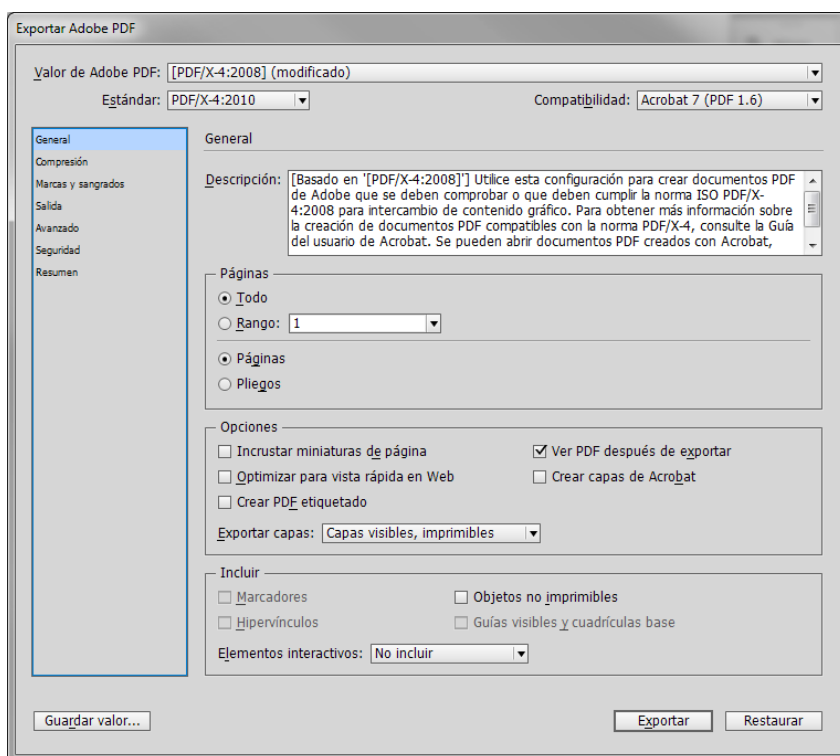 Exportar Adobe PDF
Valor de Adobe PDF: [PDF/X-4:2008] (modificado)
Estándar: PDF/X-4:2010 Compatibilidad: Acrobat 7 (PDF 1.6)
General
Compresión
Marcas y sangrados
Salida
Avanzado
Seguridad
Resumen
General
Descripción: [Basado en '[PDF/X-4:2008]'] Utilice esta configuración para crear documentos PDF
de Adobe que se deben comprobar o que deben cumplir la norma ISO PDF/X-
4:2008 para intercambio de contenido gráfico. Para obtener más información sobre
la creación de documentos PDF compatibles con la norma PDF/X-4, consulte la Guía
del usuario de Acrobat. Se pueden abrir documentos PDF creados con Acrobat,
Páginas
Todo
Rango: 1
Páginas
Pliegos
Opciones
Incrustar miniaturas de página Ver PDF después de exportar
Optimizar para vista rápida en Web Crear capas de Acrobat
Crear PDF etiquetado
Exportar capas: Capas visibles, imprimibles
Incluir
Marcadores Objetos no imprimibles
Hipervínculos Guías visibles y cuadrículas base
Elementos interactivos: No incluir
Guardar valor... Exportar Restaurar